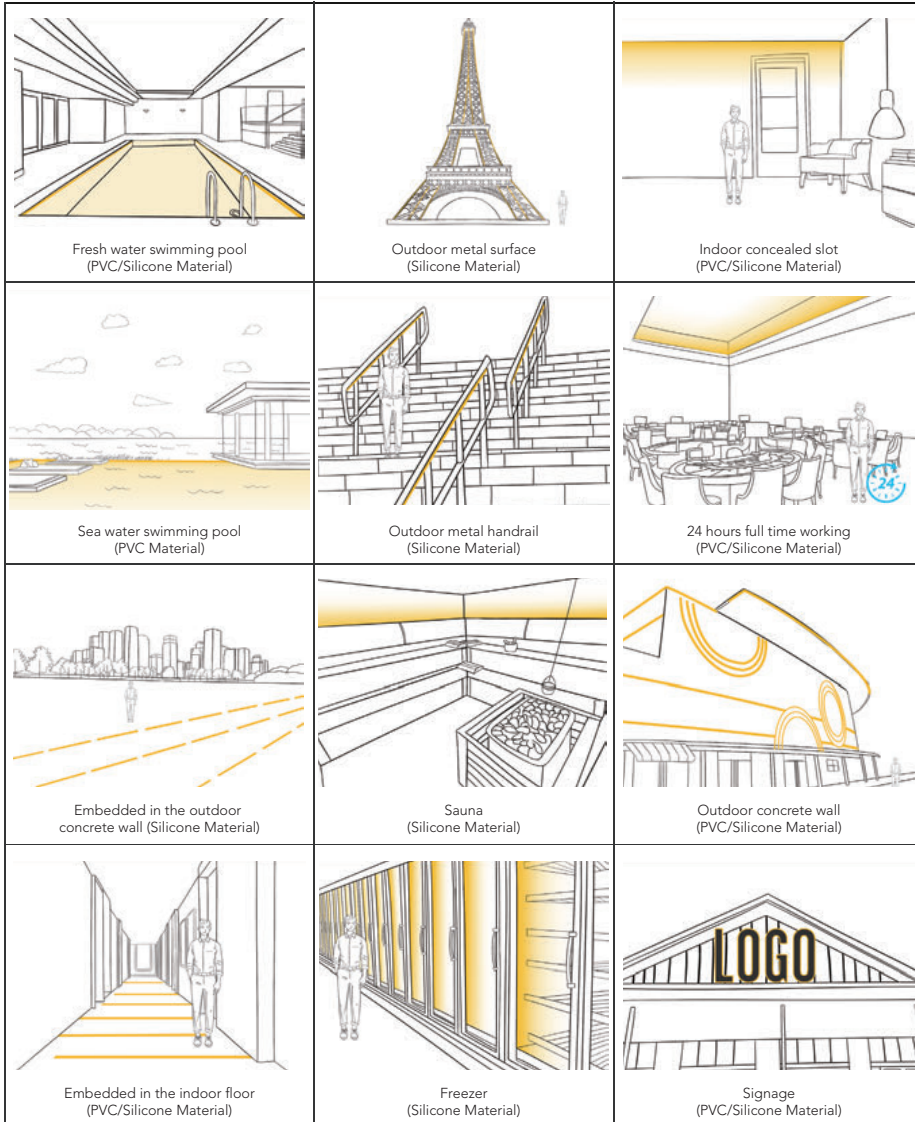 Fresh water swimming pool
(PVC/Silicone Material)
Outdoor metal surface
(Silicone Material)
Indoor concealed slot
(PVC/Silicone Material)
Sea water swimming pool
(PVC Material)
Outdoor metal handrail
(Silicone Material)
24
24 hours full time working
(PVC/Silicone Material)
Embedded in the outdoor
concrete wall (Silicone Material)
Sauna
(Silicone Material)
Outdoor concrete wall
(PVC/Silicone Material)
Embedded in the indoor floor
(PVC/Silicone Material)
Freezer
(Silicone Material)
LOGO
Signage
(PVC/Silicone Material)